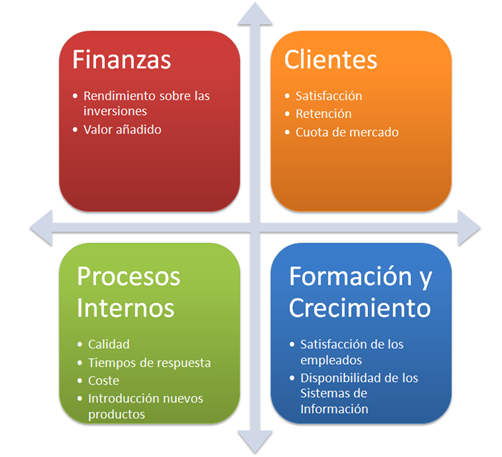 Finanzas
• Rendimiento sobre las
inversiones
• Valor añadido
Clientes
• Satisfacción
• Retención
• Cuota de mercado
Procesos
Internos
• Calidad
• Tiempos de respuesta
• Coste
• Introducción nuevos
productos
Formación y
Crecimiento
• Satisfacción de los
empleados
• Disponibilidad de los
Sistemas de
Información